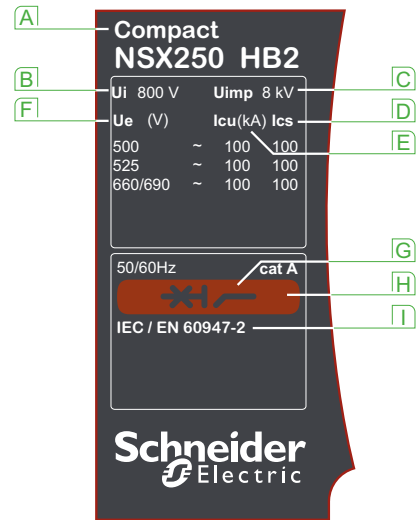 A
Compact
NSX250 HB2
B
Ui 800 V Uimp 8 kV
C
F
Ue (V) Icu(kA) Ics
D
E
500 ~ 100 100
525 ~ 100 100
660/690 ~ 100 100
G
50/60Hz cat A
H
IEC / EN 60947-2
I
Schneider
Electric